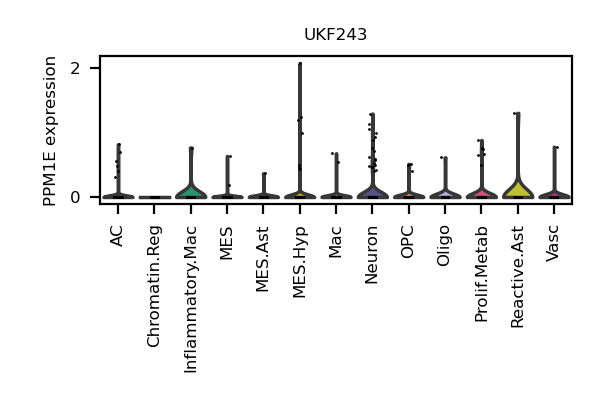 UKF243
PPM1E expression
2
0
AC
Chromatin.Reg
Inflammatory.Mac
MES
MES.Ast
MES.Hyp
Mac
Neuron
OPC
Oligo
Prolif.Metab
Reactive.Ast
Vasc